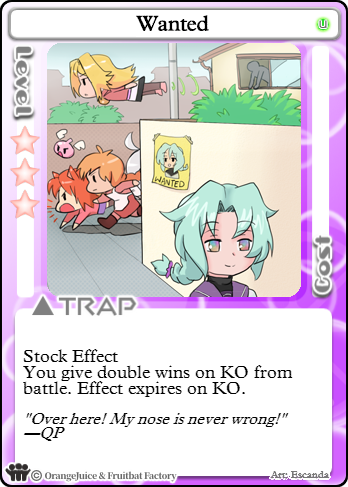 Wanted
U
Level
WANTED
Cost
TRAP
Stock Effect
You give double wins on KO from
battle. Effect expires on KO.
"Over here! My nose is never wrong!"
—QP
© OrangeJuice & Fruitbat Factory
Arc, Escanda